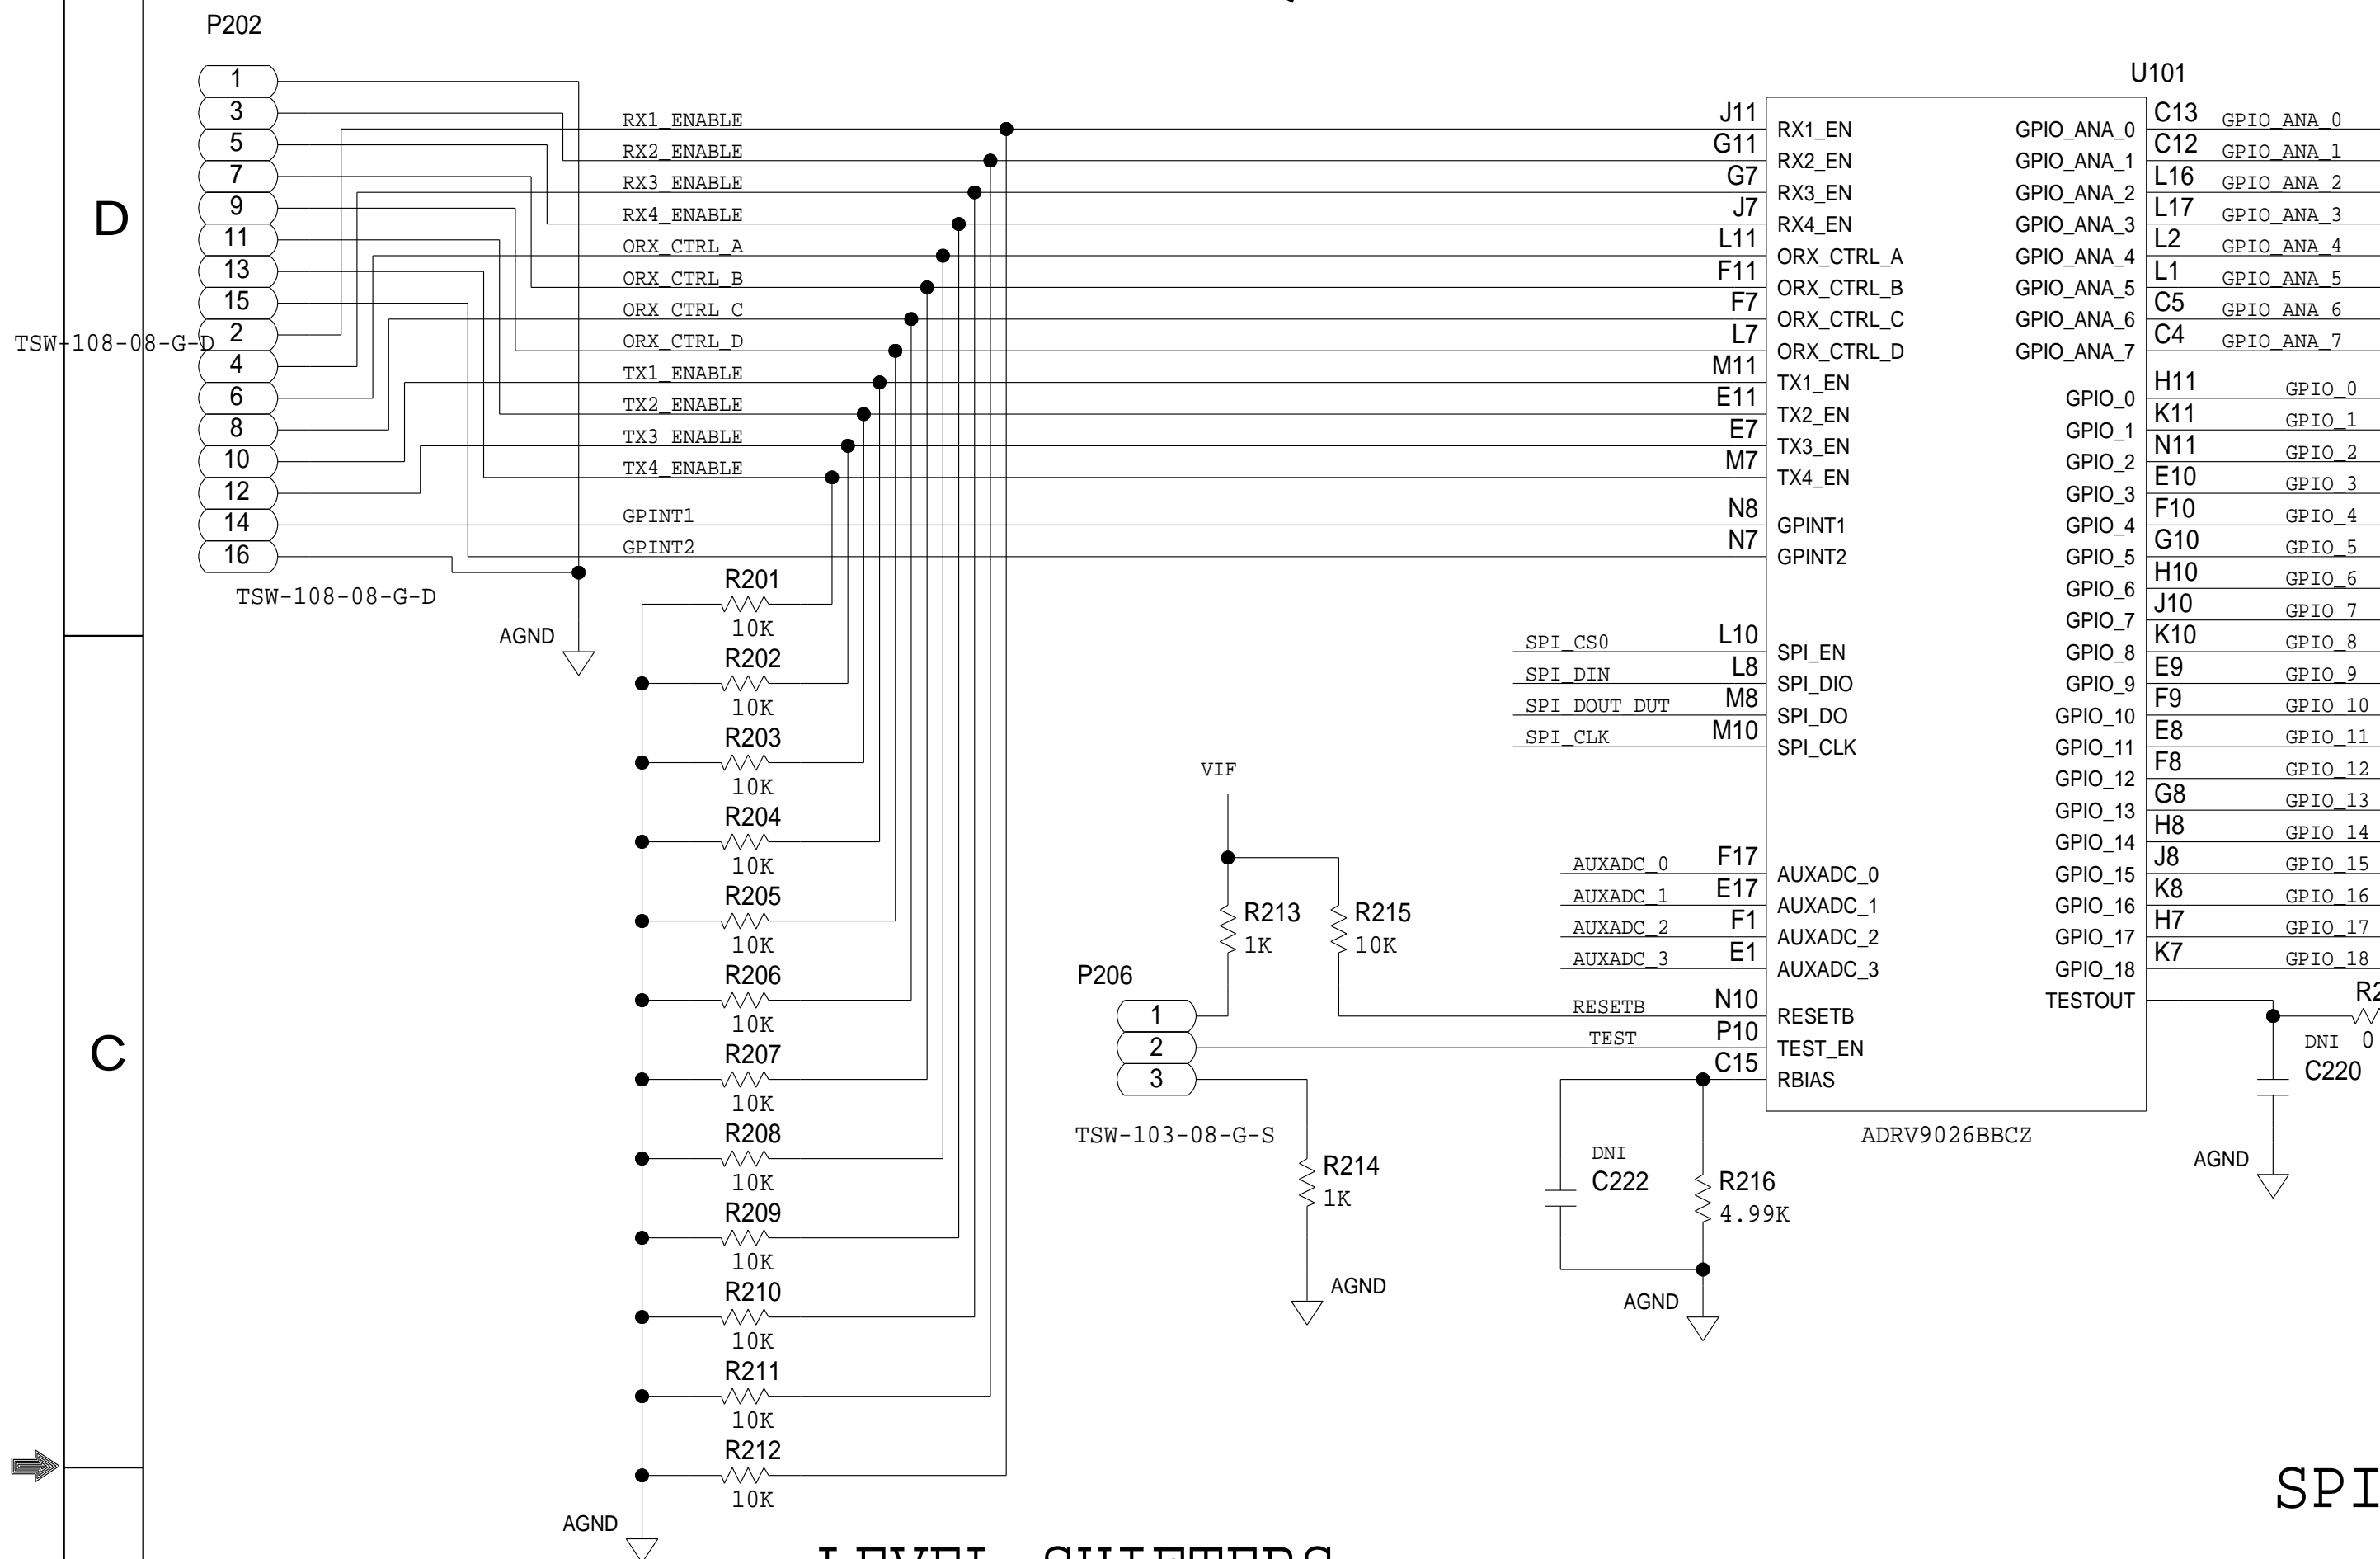 P202
1
3
5
7
9
11
13
15
2
4
6
8
10
12
14
16
TSW-108-08-G-D
TSW-108-08-G-D
D
C
RX1_ENABLE
RX2_ENABLE
RX3_ENABLE
RX4_ENABLE
ORX_CTRL_A
ORX_CTRL_B
ORX_CTRL_C
ORX_CTRL_D
TX1_ENABLE
TX2_ENABLE
TX3_ENABLE
TX4_ENABLE
GPINT1
GPINT2
AGND
R201
10K
R202
10K
R203
10K
R204
10K
R205
10K
R206
10K
R207
10K
R208
10K
R209
10K
R210
10K
R211
10K
R212
10K
AGND
VIF
R213
1K
R215
10K
P206
1
2
3
TSW-103-08-G-S
R214
1K
AGND
SPI_CS0
SPI_DIN
SPI_DOUT_DUT
SPI_CLK
AUXADC_0
AUXADC_1
AUXADC_2
AUXADC_3
RESETB
TEST
DNI
C222
R216
4.99K
AGND
U101
J11 RX1_EN
G11 RX2_EN
G7 RX3_EN
J7 RX4_EN
L11 ORX_CTRL_A
F11 ORX_CTRL_B
F7 ORX_CTRL_C
L7 ORX_CTRL_D
M11 TX1_EN
E11 TX2_EN
E7 TX3_EN
M7 TX4_EN
N8 GPINT1
N7 GPINT2
L10 SPI_EN
L8 SPI_DIO
M8 SPI_DO
M10 SPI_CLK
F17 AUXADC_0
E17 AUXADC_1
F1 AUXADC_2
E1 AUXADC_3
N10 RESETB
P10 TEST_EN
C15 RBIAS
GPIO_ANA_0 C13 GPIO_ANA_0
GPIO_ANA_1 C12 GPIO_ANA_1
GPIO_ANA_2 L16 GPIO_ANA_2
GPIO_ANA_3 L17 GPIO_ANA_3
GPIO_ANA_4 L2 GPIO_ANA_4
GPIO_ANA_5 L1 GPIO_ANA_5
GPIO_ANA_6 C5 GPIO_ANA_6
GPIO_ANA_7 C4 GPIO_ANA_7
GPIO_0 H11 GPIO_0
GPIO_1 K11 GPIO_1
GPIO_2 N11 GPIO_2
GPIO_3 E10 GPIO_3
GPIO_4 F10 GPIO_4
GPIO_5 G10 GPIO_5
GPIO_6 H10 GPIO_6
GPIO_7 J10 GPIO_7
GPIO_8 K10 GPIO_8
GPIO_9 E9 GPIO_9
GPIO_10 F9 GPIO_10
GPIO_11 E8 GPIO_11
GPIO_12 F8 GPIO_12
GPIO_13 G8 GPIO_13
GPIO_14 H8 GPIO_14
GPIO_15 J8 GPIO_15
GPIO_16 K8 GPIO_16
GPIO_17 H7 GPIO_17
GPIO_18 K7 GPIO_18
TESTOUT
ADRV9026BBCZ
DNI 0
C220
AGND
SPI
LEVEL SHIFTERS